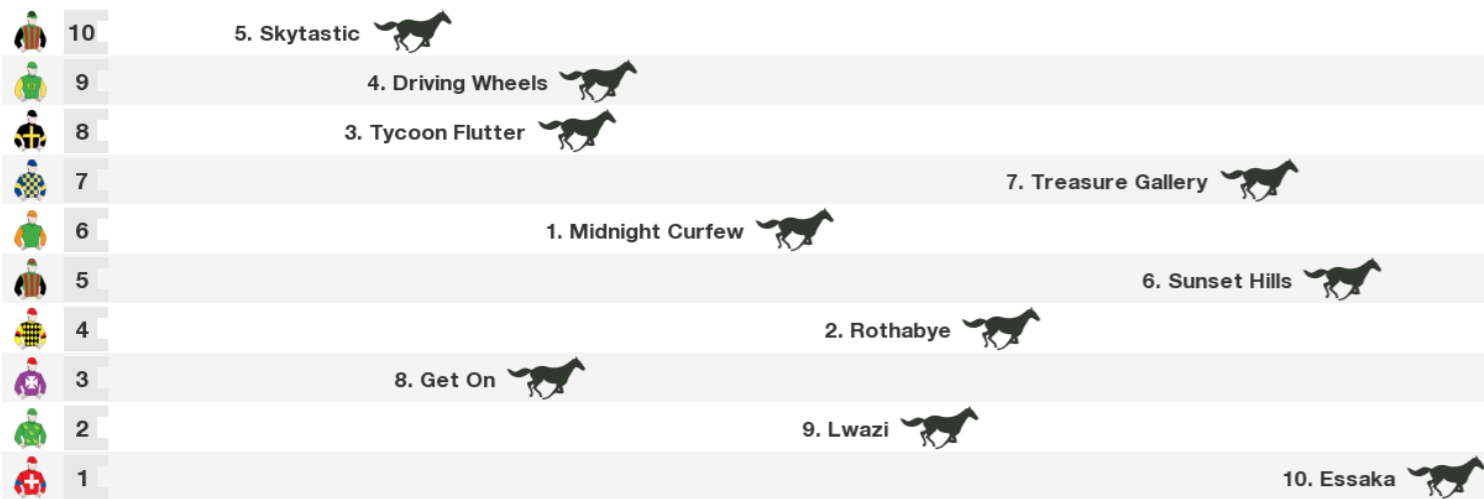 10 5. Skytastic
9 4. Driving Wheels
8 3. Tycoon Flutter
7 7. Treasure Gallery
6 1. Midnight Curfew
5 6. Sunset Hills
4 2. Rothabye
3 8. Get On
2 9. Lwazi
1 10. Essaka